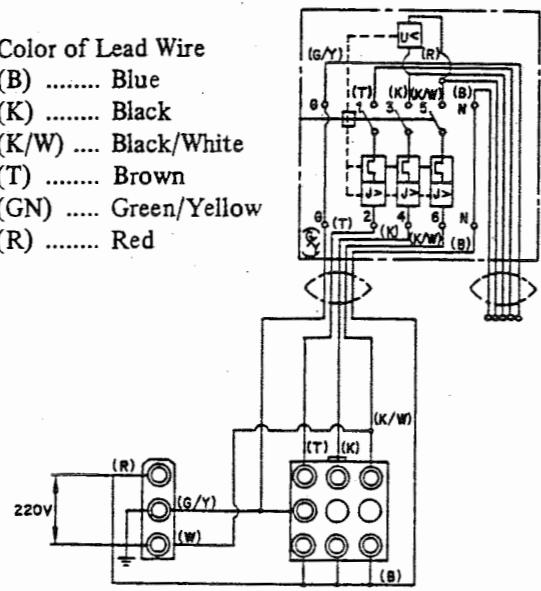 Color of Lead Wire
(B) ........ Blue
(K) ........ Black
(K/W) .... Black/White
(T) ........ Brown
(GN) ..... Green/Yellow
(R) ........ Red
U<
(R)
(G/Y)
(T) (K) (K/W) (B)
G 1 3 5 N
J> J> J>
G 2 4 6 N
(T) (K) (K/W) (B)
(K/W)
(T) (K)
(R)
220V
(G/Y)
(W)
(B)